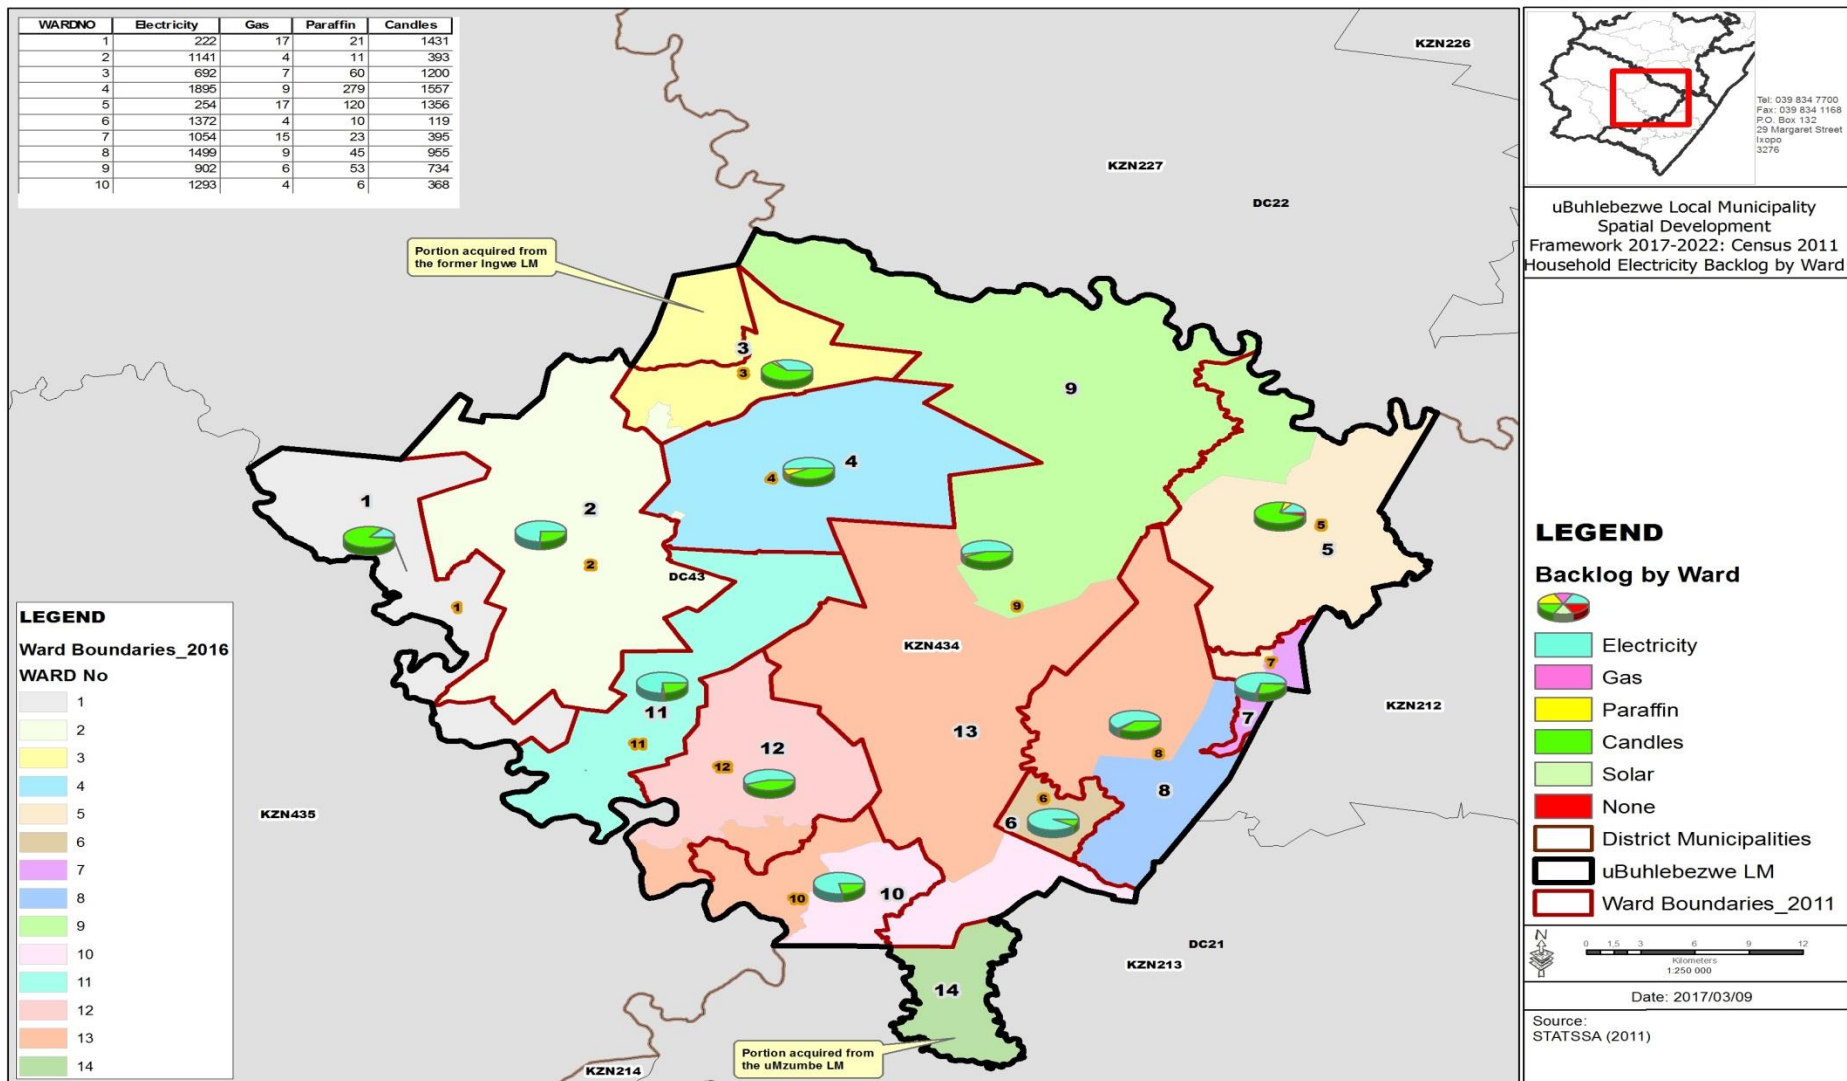 WARDNO Electricity Gas Paraffin Candles
1 222 17 21 1431
2 1141 4 11 393
3 692 7 60 1200
4 1895 9 279 1557
5 254 17 120 1356
6 1372 4 10 119
7 1054 15 23 395
8 1499 9 45 955
9 902 6 53 734
10 1293 4 6 368
KZN226
KZN227
DC22
Portion acquired from
the former Ingwe LM
3
3
9
4
4
1
2
5
5
2
DC43
1
9
KZN434
7
11
11
12
12
13
8
7
KZN212
8
6
6
KZN435
10
10
DC21
KZN213
14
Portion acquired from
the uMzumbe LM
KZN214
LEGEND
Ward Boundaries_2016
WARD No
1
2
3
4
5
6
7
8
9
10
11
12
13
14
Tel: 039 834 7700
Fax: 039 834 1168
P.O. Box 132
29 Margaret Street
Ixopo
3276
uBuhlebezwe Local Municipality
Spatial Development
Framework 2017-2022: Census 2011
Household Electricity Backlog by Ward
LEGEND
Backlog by Ward
Electricity
Gas
Paraffin
Candles
Solar
None
District Municipalities
uBuhlebezwe LM
Ward Boundaries_2011
N
0 1,5 3 6 9 12
Kilometers
1:250 000
Date: 2017/03/09
Source:
STATSSA (2011)